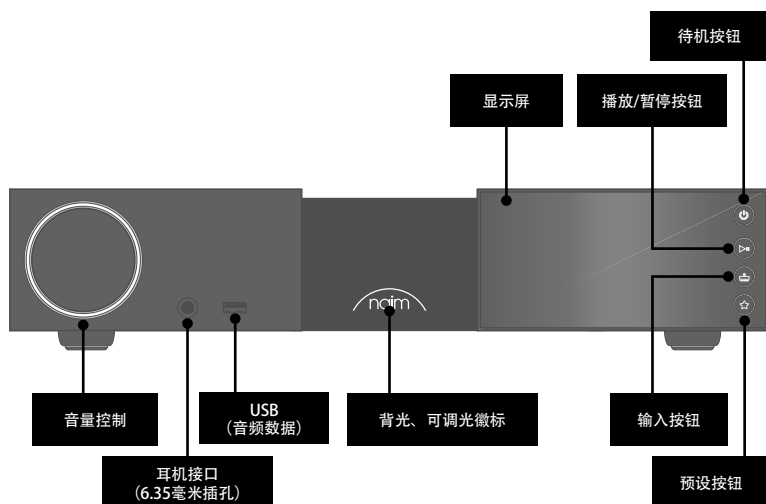 待机按钮
显示屏
播放/暂停按钮
naim
音量控制
USB
（音频数据）
背光、可调光徽标
输入按钮
耳机接口
（6.35毫米插孔）
预设按钮